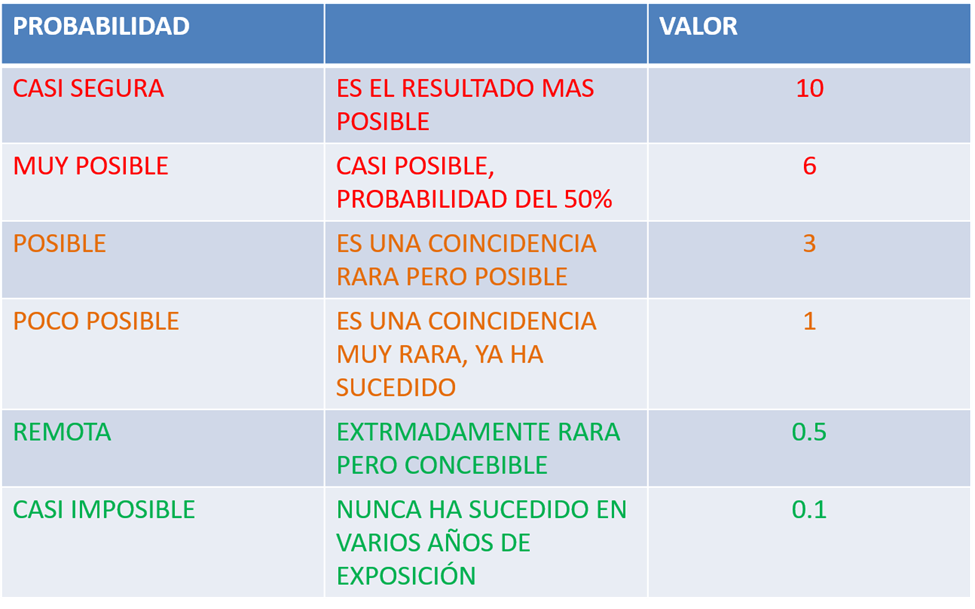 PROBABILIDAD VALOR
CASI SEGURA ES EL RESULTADO MAS 10
POSIBLE
MUY POSIBLE CASI POSIBLE, 6
PROBABILIDAD DEL 50%
POSIBLE ES UNA COINCIDENCIA 3
RARA PERO POSIBLE
POCO POSIBLE ES UNA COINCIDENCIA 1
MUY RARA, YA HA
SUCEDIDO
REMOTA EXTRMADAMENTE RARA 0.5
PERO CONCEBIBLE
CASI IMPOSIBLE NUNCA HA SUCEDIDO EN 0.1
VARIOS AÑOS DE
EXPOSICIÓN